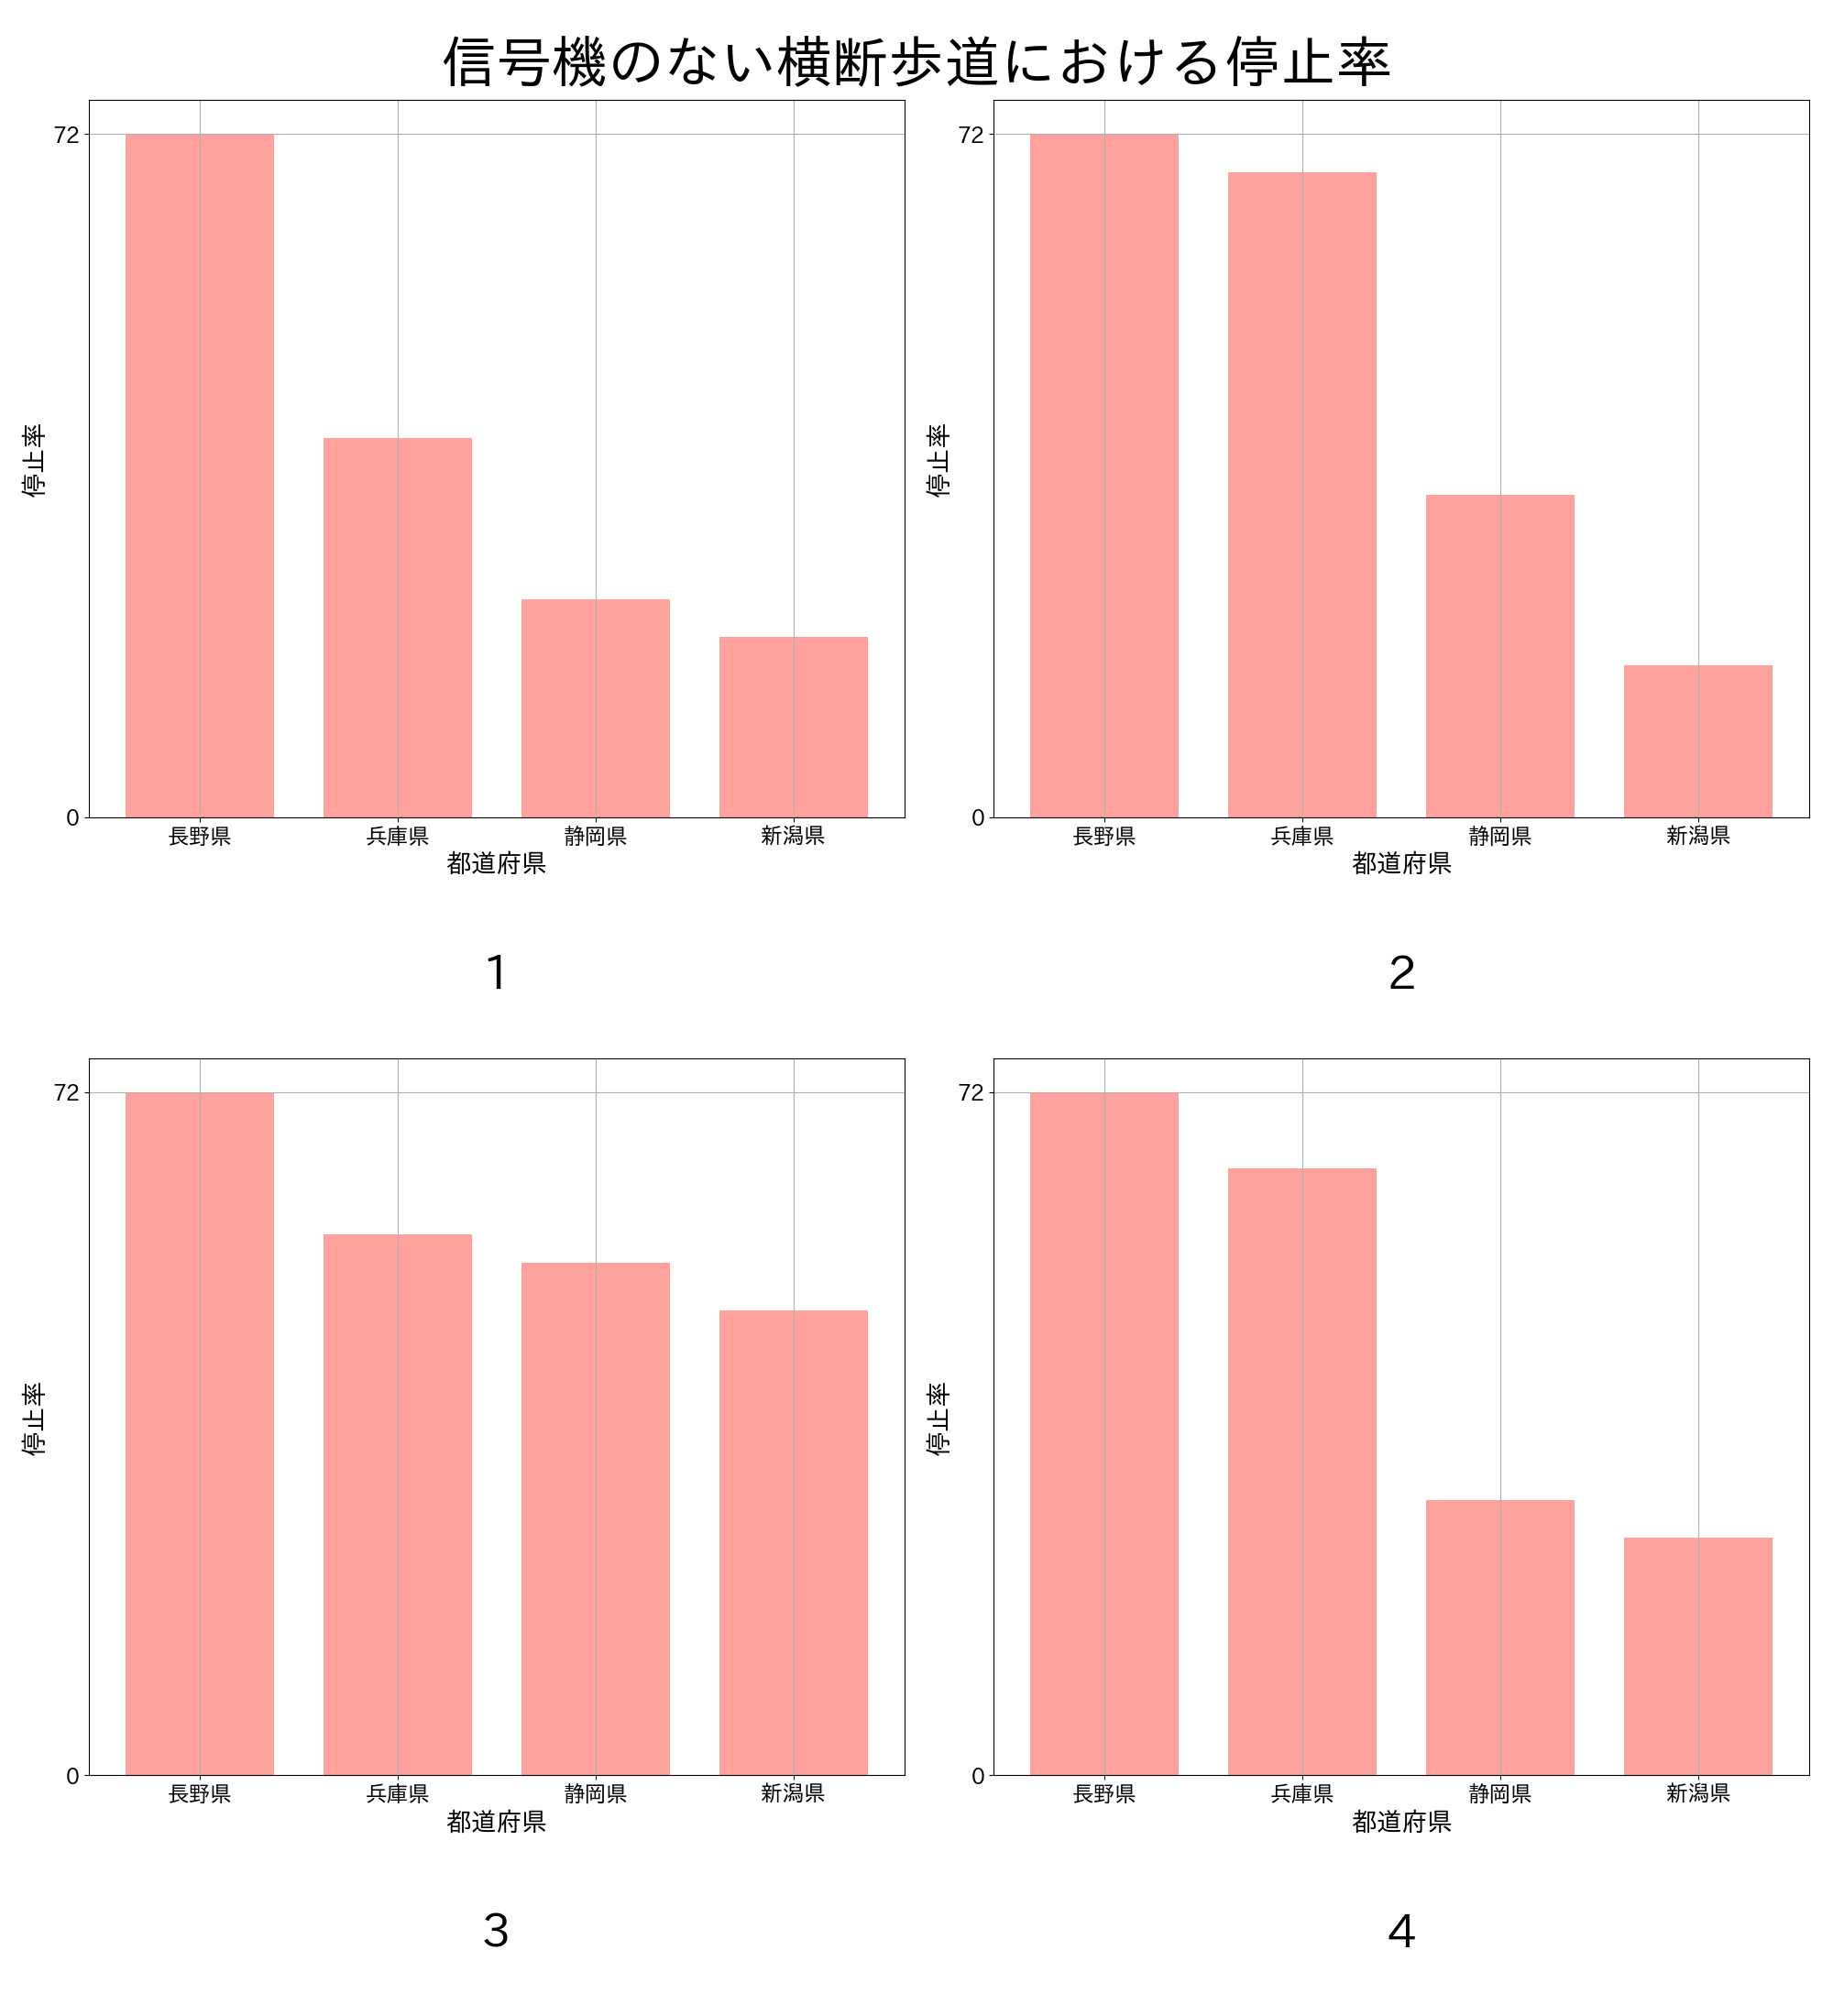 信号機のない横断歩道における停止率
72
0
停止率
長野県 兵庫県 静岡県 新潟県
都道府県
1
72
0
停止率
長野県 兵庫県 静岡県 新潟県
都道府県
2
72
0
停止率
長野県 兵庫県 静岡県 新潟県
都道府県
3
72
0
停止率
長野県 兵庫県 静岡県 新潟県
都道府県
4